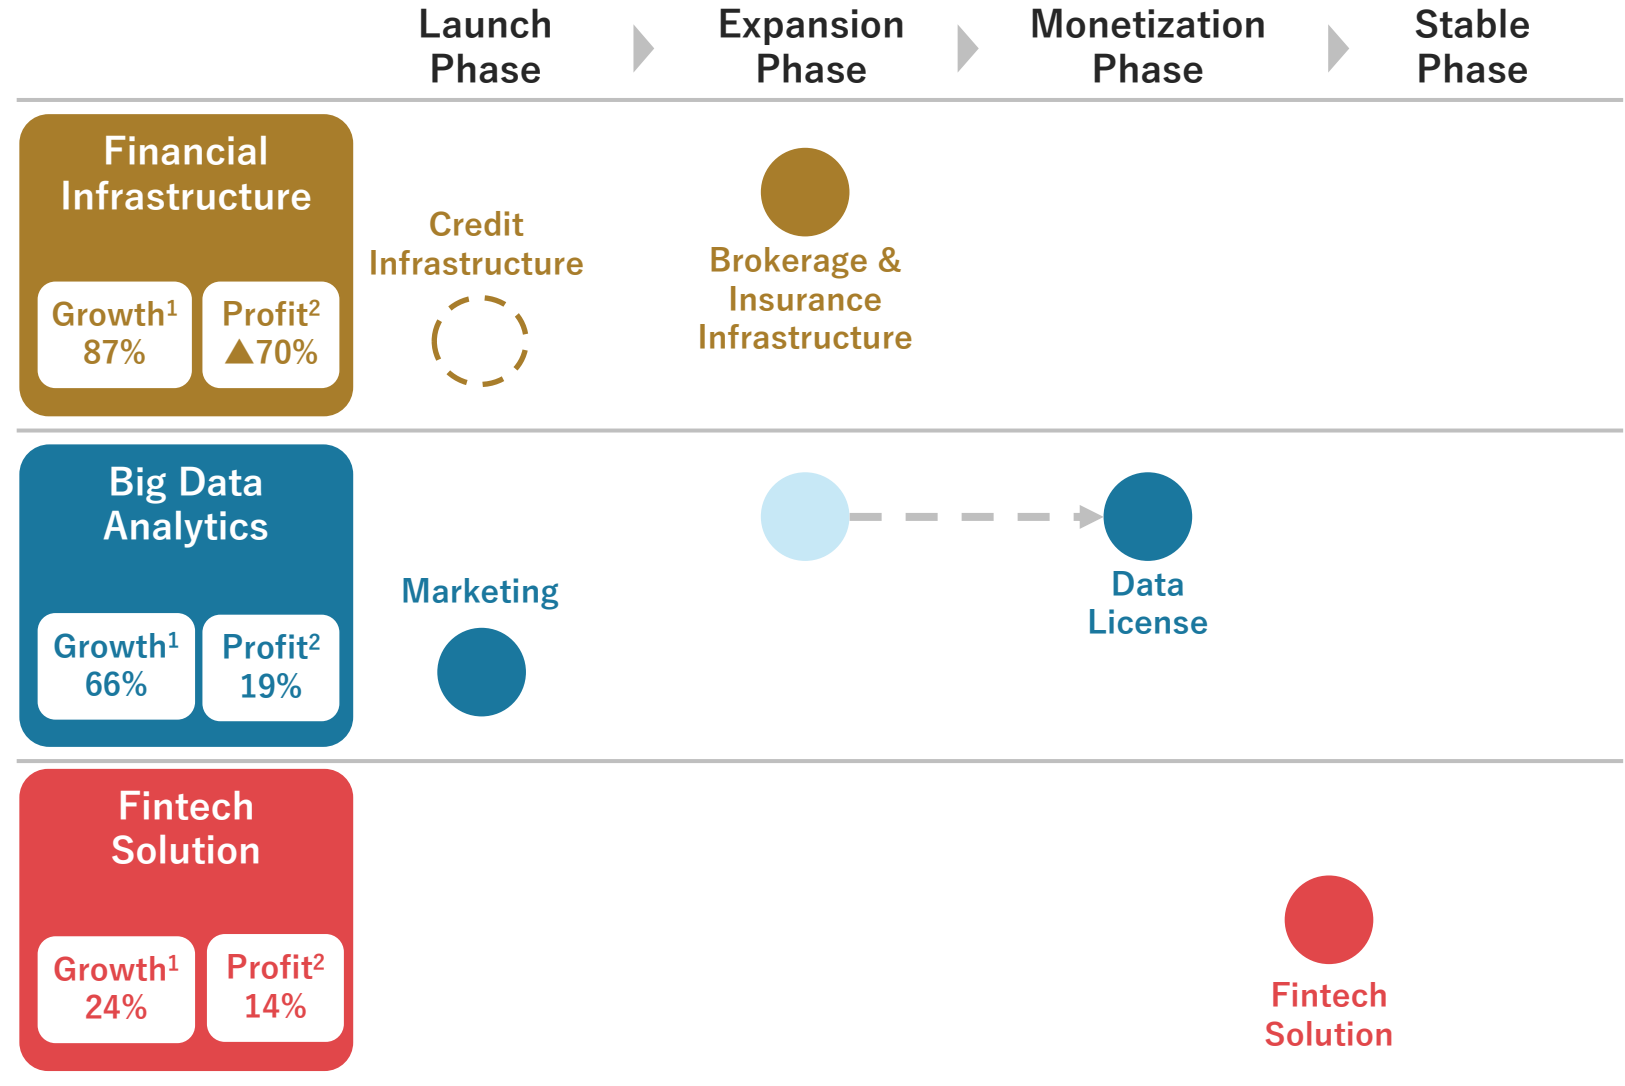 Launch
Phase
Expansion
Phase
Monetization
Phase
Stable
Phase
Financial
Infrastructure
Growth¹
87%
Profit²
▲70%
Credit
Infrastructure
Brokerage &
Insurance
Infrastructure
Big Data
Analytics
Growth¹
66%
Profit²
19%
Marketing
Data
License
Fintech
Solution
Growth¹
24%
Profit²
14%
Fintech
Solution